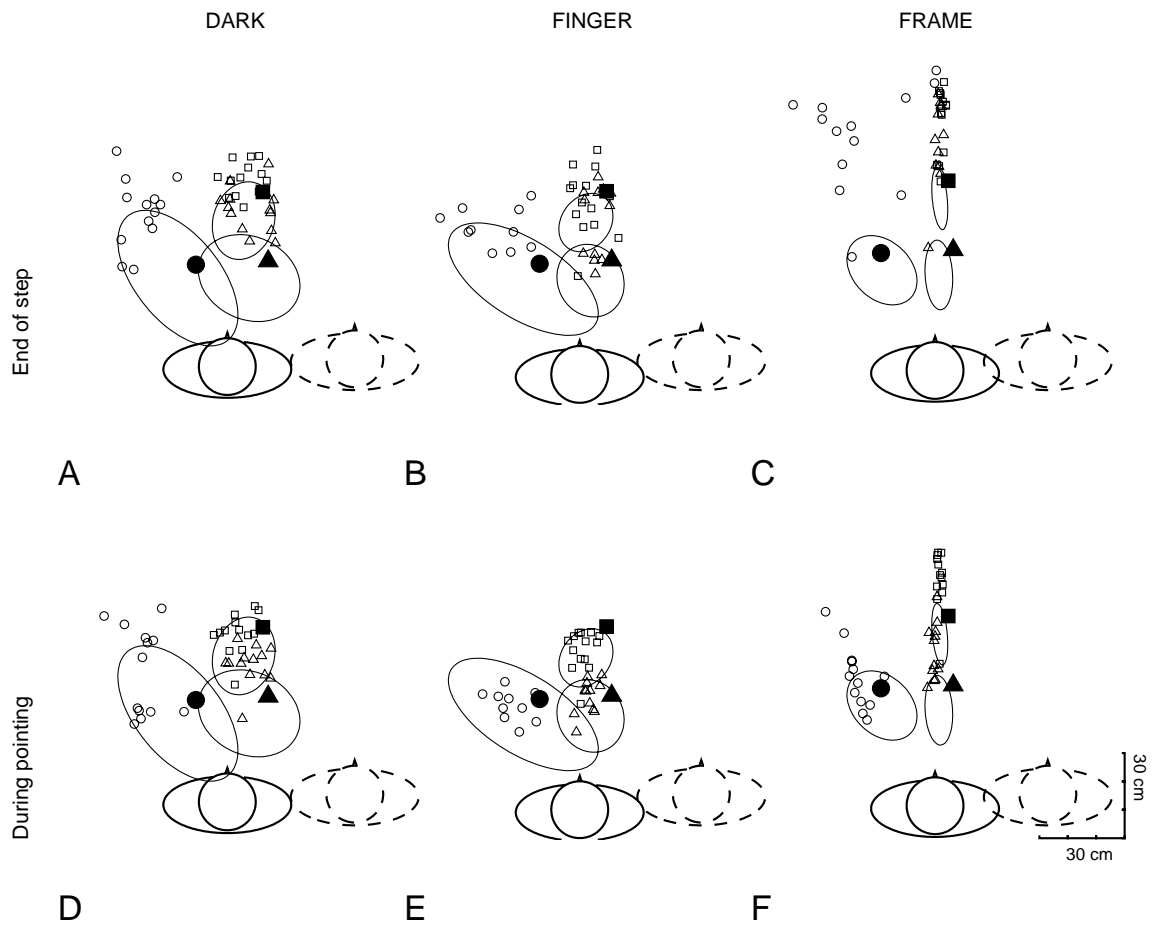 DARK FINGER FRAME
End of step
A B C
During pointing
30 cm
30 cm
D E F